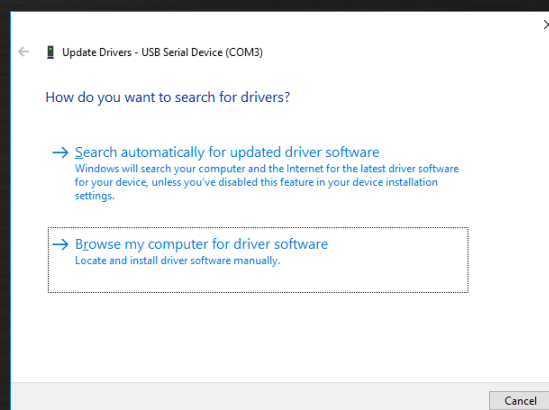 Update Drivers - USB Serial Device (COM3)
How do you want to search for drivers?
Search automatically for updated driver software
Windows will search your computer and the Internet for the latest driver software
for your device, unless you've disabled this feature in your device installation
settings.
Browse my computer for driver software
Locate and install driver software manually.
Cancel